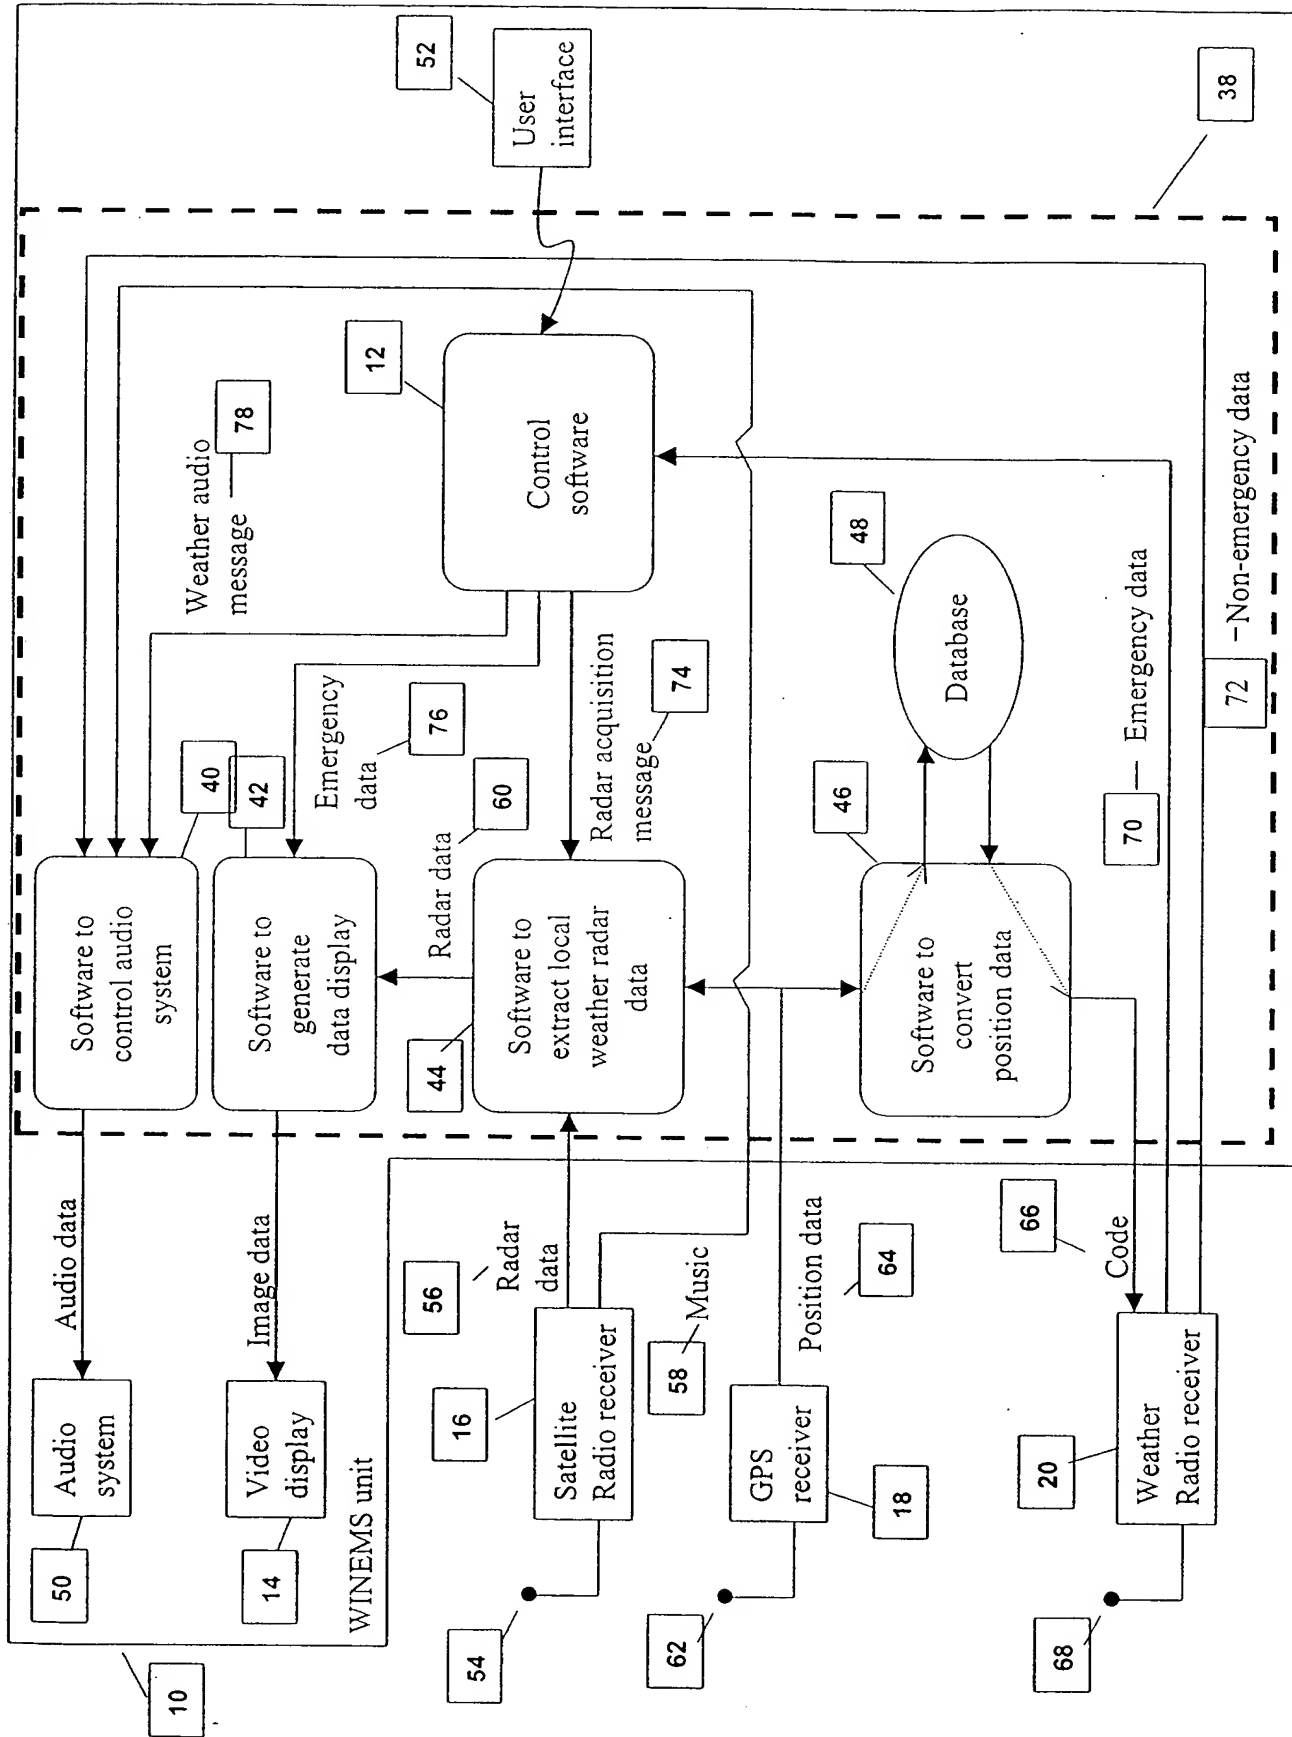 10
WINEMS unit
50
Audio
system
Audio data
Software to
control audio
system
40
14
Video
display
Image data
Software to
generate
data display
42
Weather audio
message
78
Emergency
data
76
12
Control
software
52
User
interface
54
16
Satellite
Radio receiver
56
Radar
data
58
Music
44
Software to
extract local
weather radar
data
Radar data
60
Radar acquisition
message
74
62
18
GPS
receiver
Position data
64
46
Software to
convert
position data
48
Database
68
20
Weather
Radio receiver
66
Code
70
Emergency data
72
-Non-emergency data
38